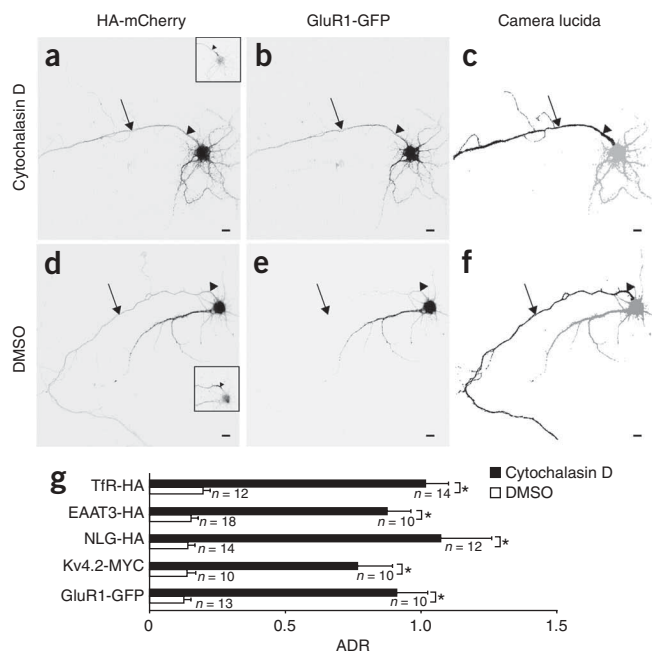 HA-mCherry GluR1-GFP Camera lucida
Cytochalasin D
a b c
DMSO
d e f
g
Cytochalasin D
DMSO
TfR-HA n = 12 n = 14 *
EAAT3-HA n = 18 n = 10 *
NLG-HA n = 14 n = 12 *
Kv4.2-MYC n = 10 n = 10 *
GluR1-GFP n = 13 n = 10 *
0 0.5 1.0 1.5
ADR